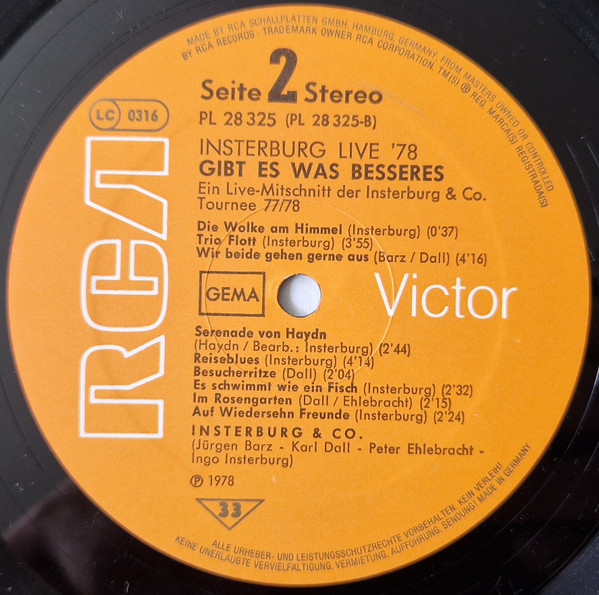 MADE BY RCA SCHALLPLATTEN GMBH, HAMBURG, GERMANY, FROM MASTERS OWNED OR CONTROLLED
BY RCA RECORDS · TRADEMARK OWNER RCA CORPORATION. TM(S) ® REG. MARCA(S) REGISTRADA(S)
Seite 2 Stereo
LC 0316
PL 28 325 (PL 28 325-B)
INSTERBURG LIVE '78
GIBT ES WAS BESSERES
Ein Live-Mitschnitt der Insterburg & Co.
Tournee 77/78
Die Wolke am Himmel (Insterburg) (0'37)
Trio Flott (Insterburg) (3'55)
Wir beide gehen gerne aus (Barz / Dall) (4'16)
RCA
GEMA
Victor
Serenade von Haydn
(Haydn / Bearb.: Insterburg) (2'44)
Reiseblues (Insterburg) (4'14)
Besucherritze (Dall) (2'04)
Es schwimmt wie ein Fisch (Insterburg) (2'32)
Im Rosengarten (Dall / Ehlebracht) (2'15)
Auf Wiedersehn Freunde (Insterburg) (2'24)
INSTERBURG & CO.
(Jürgen Barz - Karl Dall - Peter Ehlebracht -
Ingo Insterburg)
℗ 1978
33
ALLE URHEBER- UND LEISTUNGSSCHUTZRECHTE VORBEHALTEN. KEIN VERLEIH!
KEINE UNERLAUBTE VERVIELFÄLTIGUNG, VERMIETUNG, AUFFÜHRUNG, SENDUNG! MADE IN GERMANY